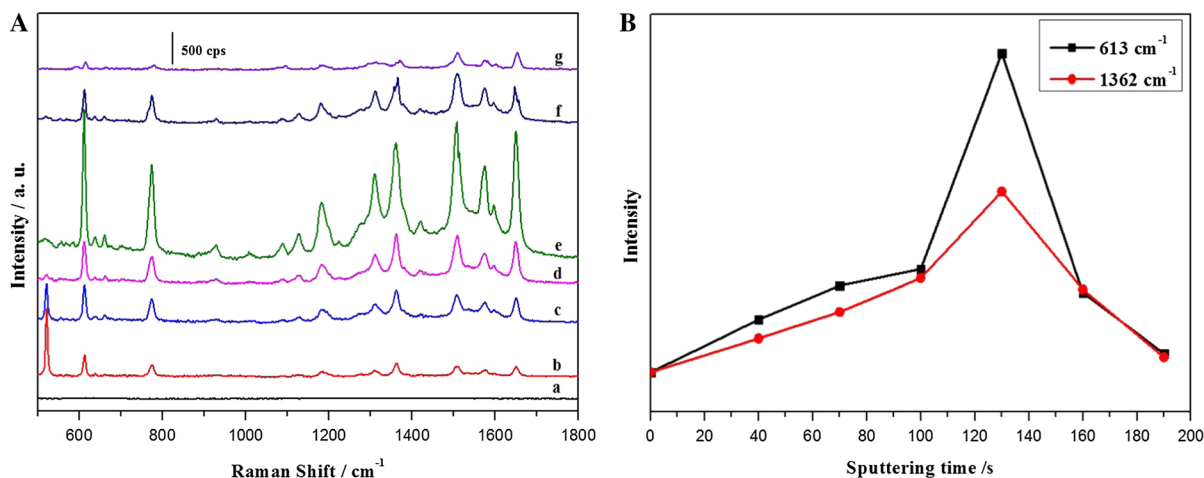 A
500 cps
g
f
e
d
c
b
a
Intensity / a. u.
600 800 1000 1200 1400 1600 1800
Raman Shift / cm-1
B
613 cm-1
1362 cm-1
Intensity
0 20 40 60 80 100 120 140 160 180 200
Sputtering time /s